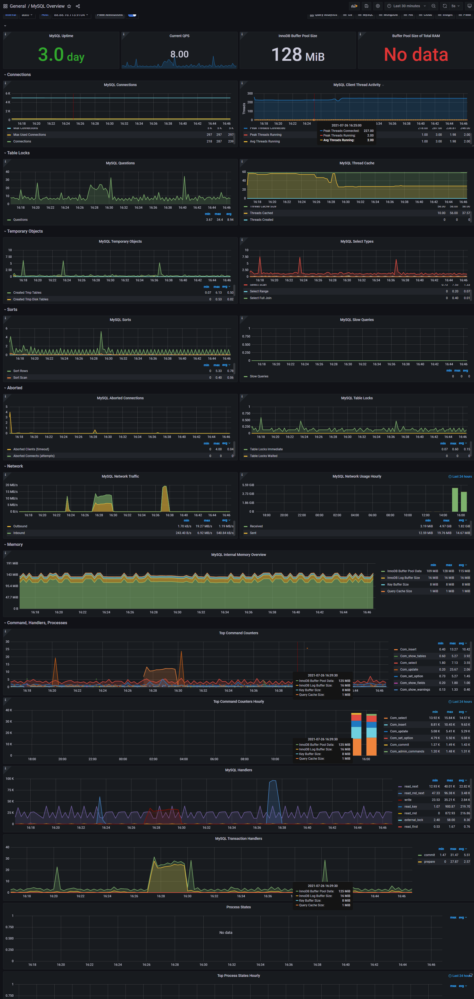 General / MySQL Overview
Last 30 minutes
5s
Interval
auto
Host
88.88.16.113:9104
PMM Annotations
Query Analytics
OS
MySQL
MongoDB
HA
Cloud
Insight
PMM
MySQL Uptime
3.0 day
Current QPS
8.00
InnoDB Buffer Pool Size
128 MiB
Buffer Pool Size of Total RAM
No data
Connections
MySQL Connections
6 K
4 K
2 K
0
16:18 16:20 16:22 16:24 16:26 16:28 16:30 16:32 16:34 16:36 16:38 16:40 16:42 16:44 16:46
Max Connections 5 K 5 K 5 K
Max Used Connections 297 297 297
Connections 218 287 239
MySQL Client Thread Activity
Threads
300
200
100
0
16:18 16:20 16:22 16:24 5:34 16:36 16:38 16:40 16:42 16:44 16:46
Peak Threads Connected 218.00 287.00 238.81 246.00
Peak Threads Running 1.00 3.00 1.98 2.00
Avg Threads Running 1.00 3.00 1.98 2.00
2021-07-26 16:25:00
Peak Threads Connected: 227.00
Peak Threads Running: 2.00
Avg Threads Running: 2.00
Table Locks
MySQL Questions
40
30
20
10
0
16:18 16:20 16:22 16:24 16:26 16:28 16:30 16:32 16:34 16:36 16:38 16:40 16:42 16:44 16:46
min max avg
Questions 3.67 34.4 8.94
MySQL Thread Cache
60
40
20
0
16:18 16:20 16:22 16:24 16:26 16:28 16:30 16:32 16:34 16:36 16:38 16:40 16:42 16:44 16:46
Thread Cache Size 58.00 58.00 58.00
Threads Cached 10.00 56.00 37.57
Threads Created 0 0 0
Temporary Objects
MySQL Temporary Objects
10
7.50
5
2.50
0
16:18 16:20 16:22 16:24 16:26 16:28 16:30 16:32 16:34 16:36 16:38 16:40 16:42 16:44 16:46
min max avg
Created Tmp Tables 0.07 6.13 0.50
Created Tmp Disk Tables 0 0.53 0.02
MySQL Select Types
10
7.50
5
2.50
0
16:18 16:20 16:22 16:24 16:26 16:28 16:30 16:32 16:34 16:36 16:38 16:40 16:42 16:44 16:46
Select Scan 0.73 7.53 1.33
Select Range 0 0.20 0.07
Select Full Join 0 0.40 0.01
Sorts
MySQL Sorts
6
4
2
0
16:18 16:20 16:22 16:24 16:26 16:28 16:30 16:32 16:34 16:36 16:38 16:40 16:42 16:44 16:46
min max avg
Sort Rows 0 5.33 0.78
Sort Scan 0 0.40 0.06
MySQL Slow Queries
1
0.750
0.500
0.250
0
16:18 16:20 16:22 16:24 16:26 16:28 16:30 16:32 16:34 16:36 16:38 16:40 16:42 16:44 16:46
min max avg
Slow Queries 0 0 0
Aborted
MySQL Aborted Connections
5
4
3
2
1
0
16:18 16:20 16:22 16:24 16:26 16:28 16:30 16:32 16:34 16:36 16:38 16:40 16:42 16:44 16:46
min max avg
Aborted Clients (timeout) 0 4.00 0.04
Aborted Connects (attempts) 0 0 0
MySQL Table Locks
1
0.750
0.500
0.250
0
16:18 16:20 16:22 16:24 16:26 16:28 16:30 16:32 16:34 16:36 16:38 16:40 16:42 16:44 16:46
min max avg
Table Locks Immediate 0.07 0.60 0.15
Table Locks Waited 0 0 0
Network
MySQL Network Traffic
20 MB/s
15 MB/s
10 MB/s
5 MB/s
0 B/s
16:18 16:20 16:22 16:24 16:26 16:28 16:30 16:32 16:34 16:36 16:38 16:40 16:42 16:44 16:46
min max avg
Outbound 1.70 kB/s 19.27 MB/s 1.19 MB/s
Inbound 243.40 B/s 6.92 MB/s 540.84 kB/s
MySQL Network Usage Hourly
Last 24 hours
5.59 GiB
3.73 GiB
1.86 GiB
0 B
18:00 20:00 22:00 00:00 02:00 04:00 06:00 08:00 10:00 12:00 14:00 16:00
min max avg
Received 3.19 MiB 4.97 GiB 1.82 GiB
Sent 12.59 MiB 19.76 MiB 14.67 MiB
Memory
MySQL Internal Memory Overview
191 MiB
143 MiB
95.4 MiB
47.7 MiB
0 B
16:18 16:20 16:22 16:24 16:26 16:28 16:30 16:32 16:34 16:36 16:38 16:40 16:42 16:44 16:46
min max avg
InnoDB Buffer Pool Data 109 MiB 128 MiB 115 MiB
InnoDB Log Buffer Size 16 MiB 16 MiB 16 MiB
Key Buffer Size 8 MiB 8 MiB 8 MiB
Query Cache Size 1 MiB 1 MiB 1 MiB
Command, Handlers, Processes
Top Command Counters
30
25
20
15
10
5
0
16:18 16:20 16:22 16:24 16:26 16:28 16:30 16:32 16:34 16:36 16:38 5:44 16:46
min max avg
Com_insert 0.40 13.27 10.42
Com_show_tables 0.60 5.27 3.92
Com_select 1.80 7.13 3.55
Com_update 0.20 25.67 2.06
Com_set_option 0.73 5.27 1.45
Com_show_fields 0.20 1.80 1.00
Com_show_warnings 0.13 1.33 0.40
2021-07-26 16:39:30
InnoDB Buffer Pool Data: 125 MiB
InnoDB Log Buffer Size: 16 MiB
Key Buffer Size: 8 MiB
Query Cache Size: 1 MiB
Top Command Counters Hourly
Last 24 hours
40 K
30 K
20 K
10 K
0
18:00 20:00 22:00 00:00 02:00 04:00 06:00 08:00 10:00 16:00
min max avg
Com_select 13.92 K 15.84 K 14.57 K
Com_insert 8.81 K 10.45 K 9.63 K
Com_update 5.08 K 5.41 K 5.29 K
Com_set_option 4.79 K 5.50 K 5.08 K
Com_commit 1.37 K 1.49 K 1.43 K
Com_admin_commands 1.20 K 1.48 K 1.31 K
2021-07-26 16:39:30
InnoDB Buffer Pool Data: 125 MiB
InnoDB Log Buffer Size: 16 MiB
Key Buffer Size: 8 MiB
Query Cache Size: 1 MiB
MySQL Handlers
100 K
75 K
50 K
25 K
0
16:18 16:20 16:22 16:24 16:26 16:28 16:30 16:32 16:34 16:36 16:38 16:40 16:42 16:44 16:46
min max avg
read_next 12.93 K 40.01 K 22.82 K
read_rnd_next 47.33 96.38 K 3.48 K
write 23.53 35.21 K 2.84 K
read_key 1.07 900.87 219.70
read_rnd 0 872.93 216.86
external_lock 2.40 58.00 8.30
read_first 0.53 1.67 0.76
MySQL Transaction Handlers
40
30
20
10
0
16:18 16:20 16:22 16:24 16:26 16:28 16:30 16:32 16:34 16:36 16:44 16:46
min max avg
commit 1.47 31.47 5.51
prepare 0 27.87 2.57
2021-07-26 16:39:30
InnoDB Buffer Pool Data: 125 MiB
InnoDB Log Buffer Size: 16 MiB
Key Buffer Size: 8 MiB
Query Cache Size: 1 MiB
Process States
1
0.750
0.500
0.250
0
No data
16:18 16:20 16:22 16:24 16:26 16:28 16:30 16:32 16:34 16:36 16:38 16:40 16:42 16:44 16:46
max avg
Top Process States Hourly
Last 24 hours
1
0.750
max avg